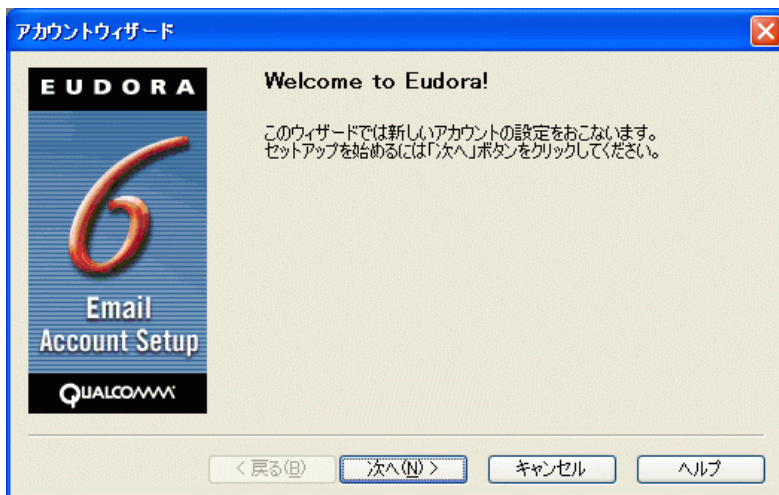 アカウントウィザード
EUDORA
6
Email
Account Setup
QUALCOMM
Welcome to Eudora!
このウィザードでは新しいアカウントの設定をおこないます。
セットアップを始めるには「次へ」ボタンをクリックしてください。
< 戻る(B)
次へ(N) >
キャンセル
ヘルプ